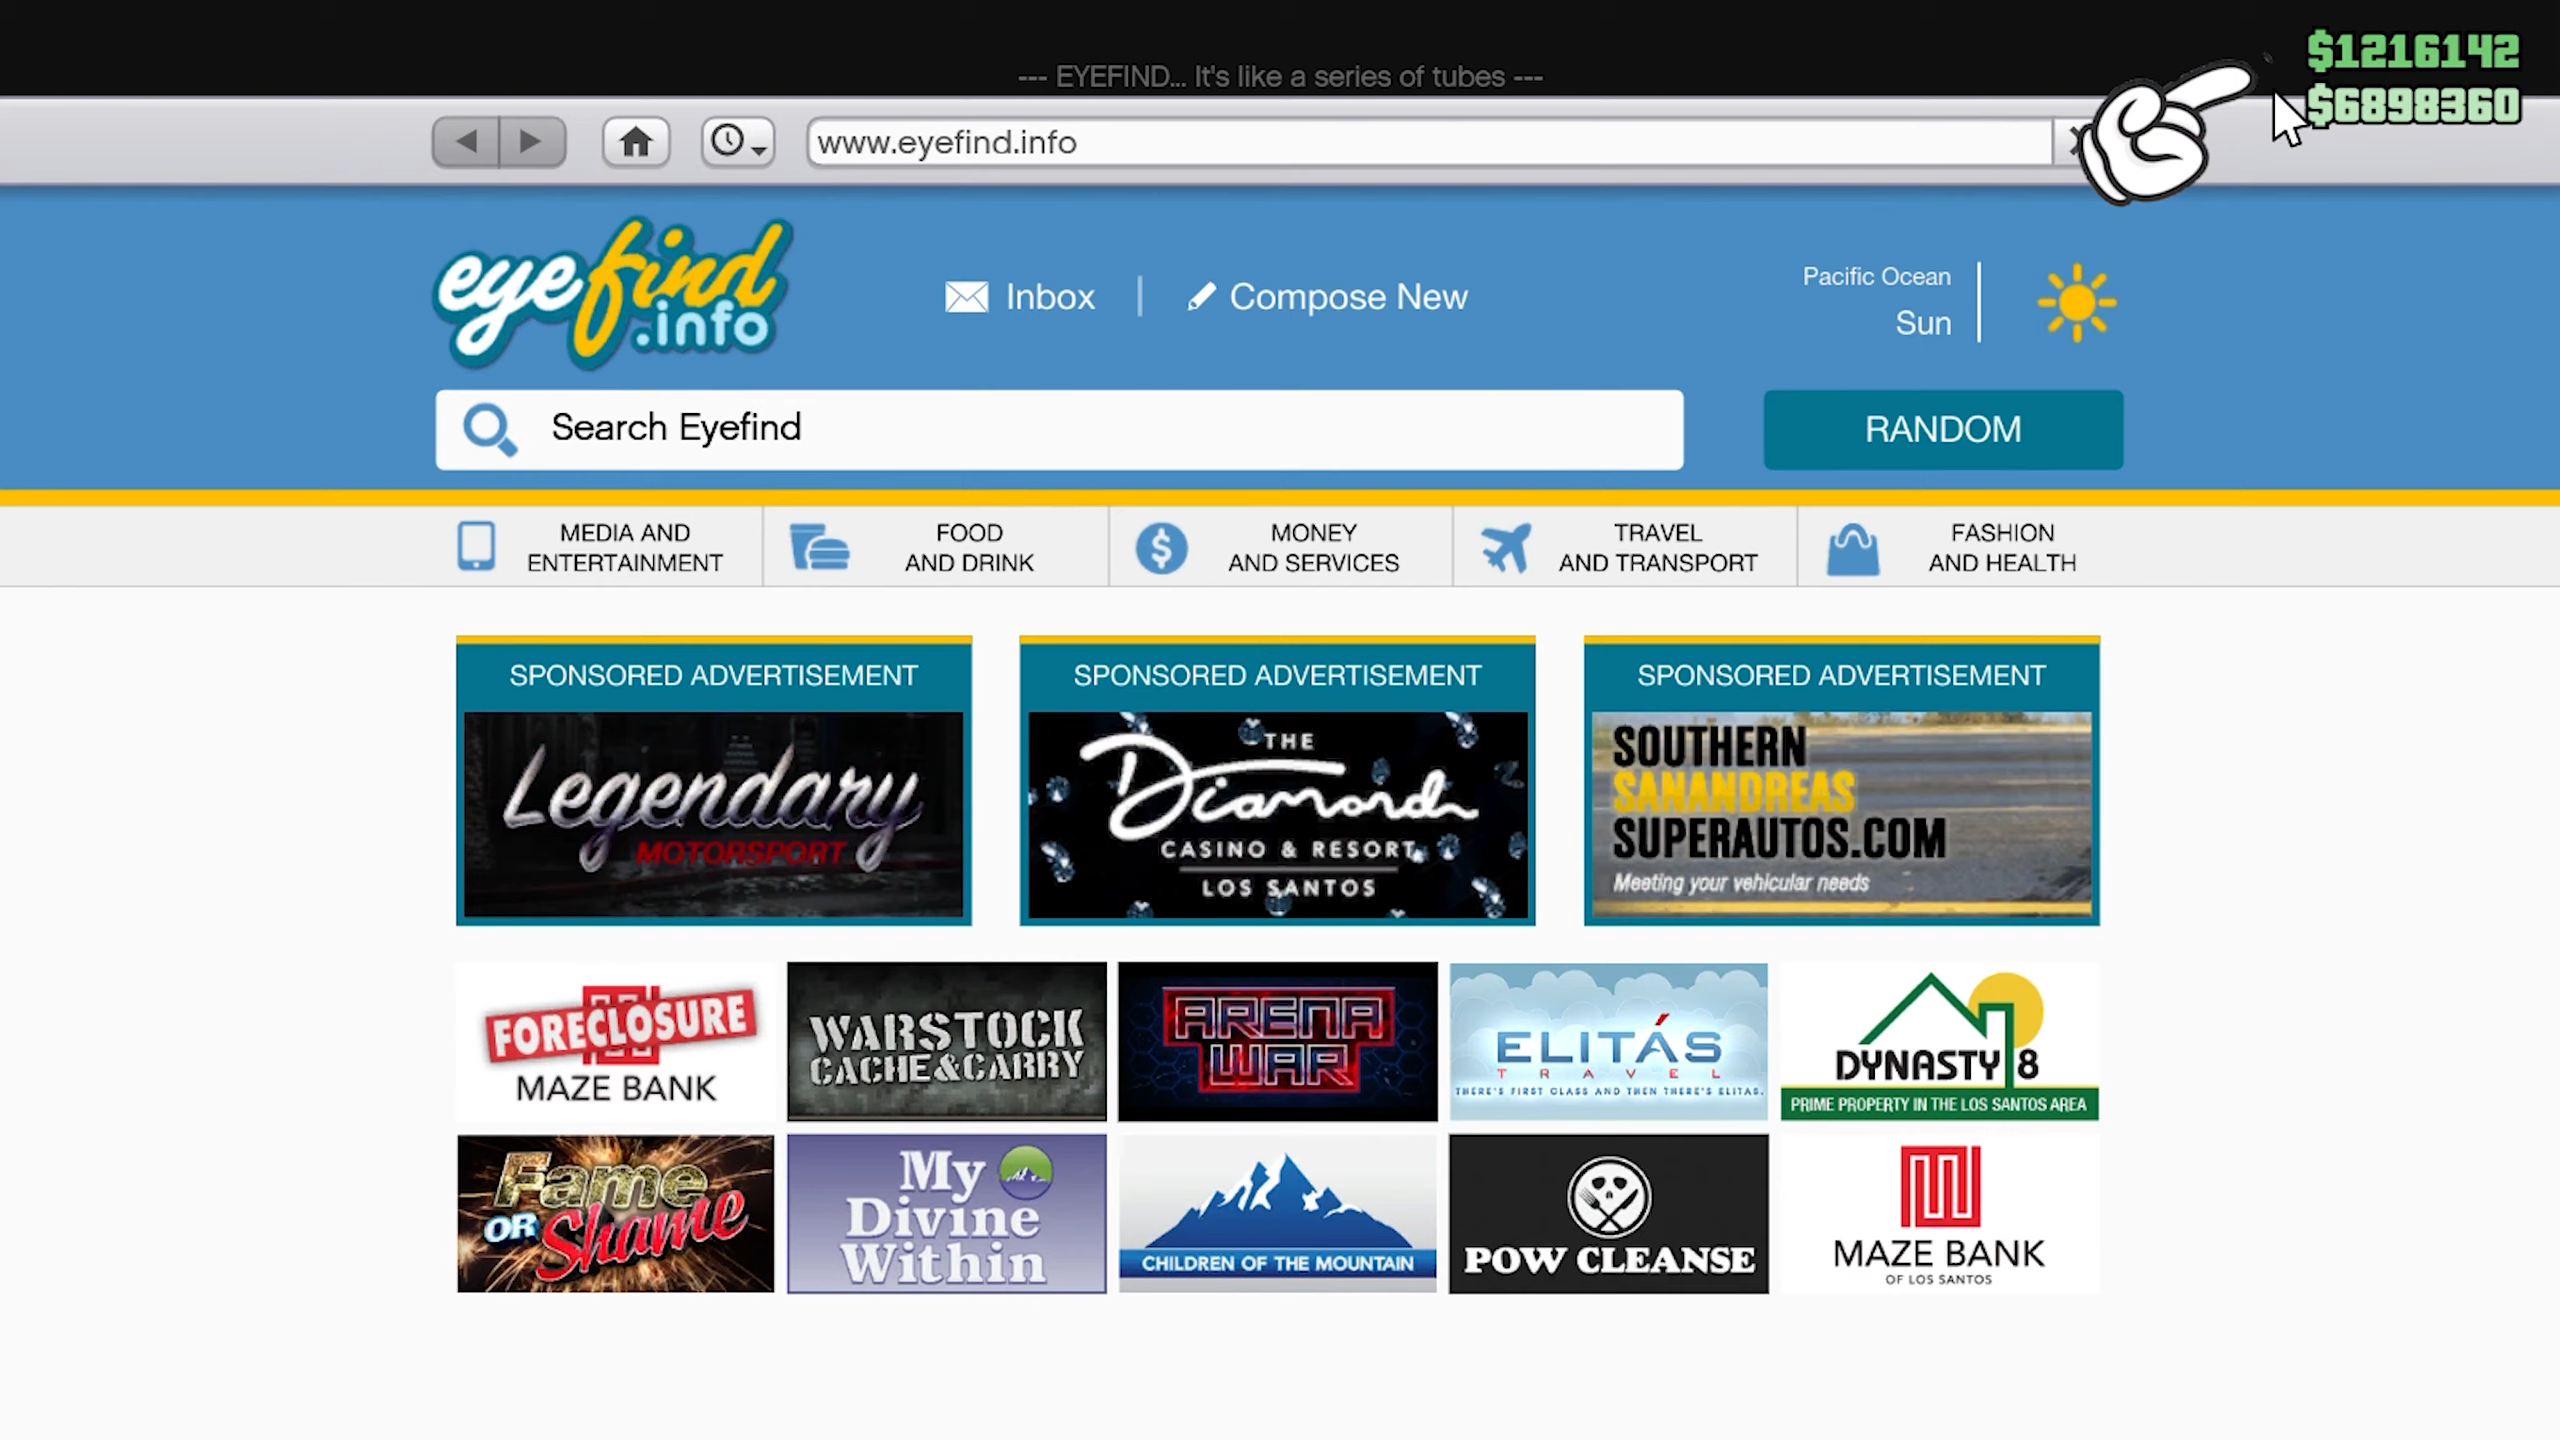 --- EYEFIND... It's like a series of tubes ---
$1216142
$6898360
www.eyefind.info
eyefind
.info
Inbox
Compose New
Pacific Ocean
Sun
Search Eyefind
RANDOM
MEDIA AND
ENTERTAINMENT
FOOD
AND DRINK
MONEY
AND SERVICES
TRAVEL
AND TRANSPORT
FASHION
AND HEALTH
SPONSORED ADVERTISEMENT
Legendary
MOTORSPORT
SPONSORED ADVERTISEMENT
THE
Diamond
CASINO & RESORT
LOS SANTOS
SPONSORED ADVERTISEMENT
SOUTHERN
SANANDREAS
SUPERAUTOS.COM
Meeting your vehicular needs
FORECLOSURE
MAZE BANK
WARSTOCK
CACHE&CARRY
ARENA
WAR
ELITÁS
TRAVEL
THERE'S FIRST CLASS AND THEN THERE'S ELITAS.
DYNASTY 8
PRIME PROPERTY IN THE LOS SANTOS AREA
Fame
OR Shame
My
Divine
Within
CHILDREN OF THE MOUNTAIN
POW CLEANSE
MAZE BANK
OF LOS SANTOS